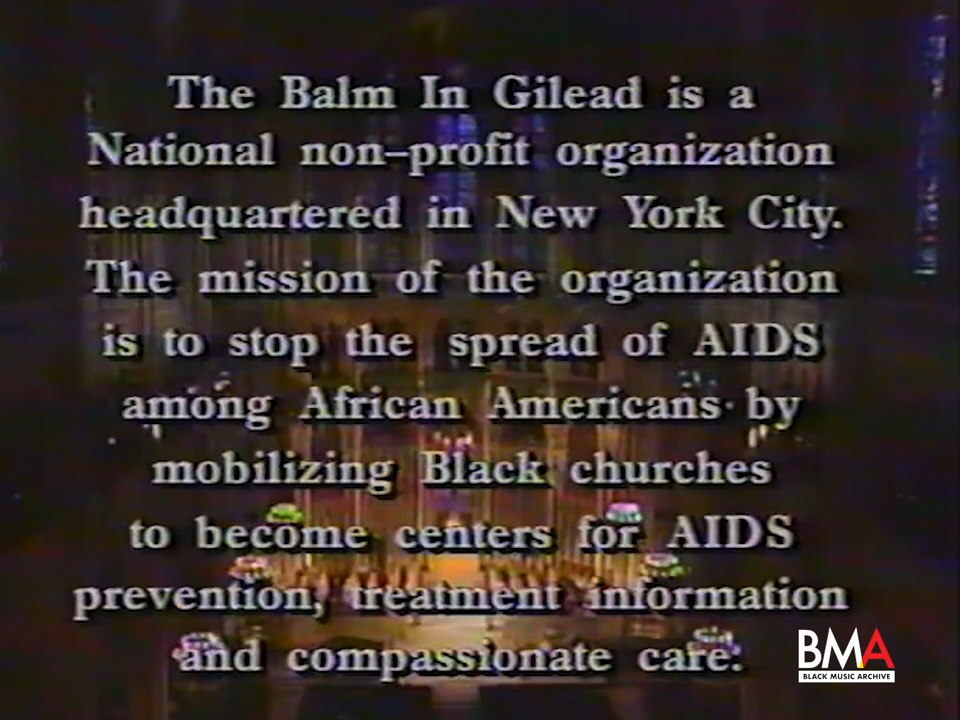 The Balm In Gilead is a
National non–profit organization
headquartered in New York City.
The mission of the organization
is to stop the spread of AIDS
among African Americans by
mobilizing Black churches
to become centers for AIDS
prevention, treatment information
and compassionate care.
BMA
BLACK MUSIC ARCHIVE